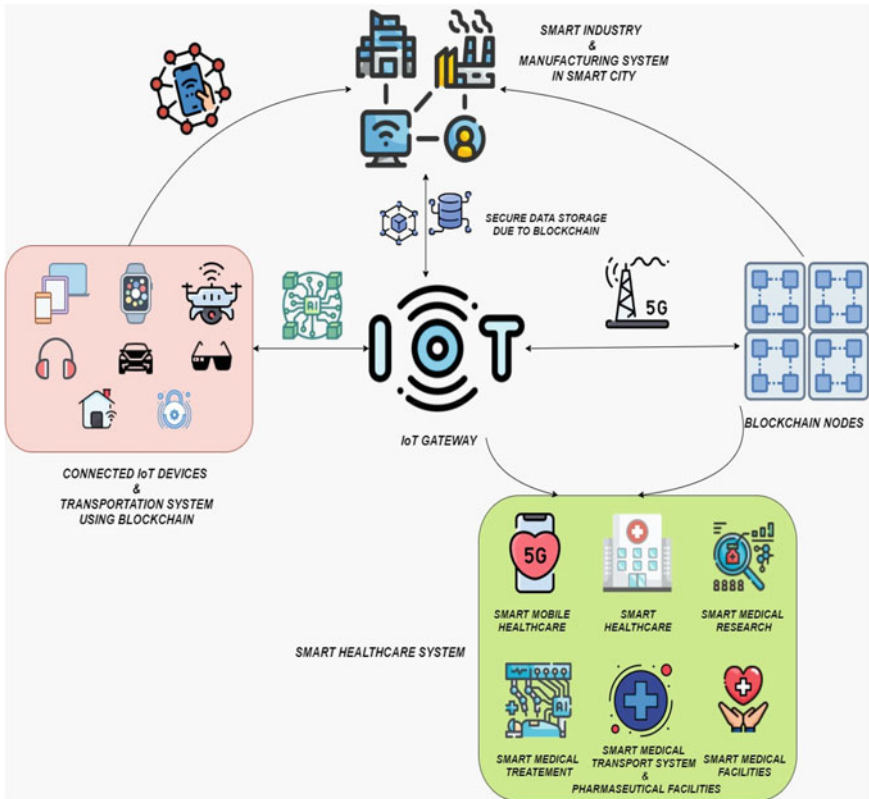 SMART INDUSTRY
&
MANUFACTURING SYSTEM
IN SMART CITY
SECURE DATA STORAGE
DUE TO BLOCKCHAIN
AI
5G
IOT
IoT GATEWAY
BLOCKCHAIN NODES
CONNECTED IoT DEVICES
&
TRANSPORTATION SYSTEM
USING BLOCKCHAIN
5G
8888
SMART MOBILE
HEALTHCARE
SMART
HEALTHCARE
SMART MEDICAL
RESEARCH
SMART HEALTHCARE SYSTEM
AI
SMART MEDICAL
TREATEMENT
SMART MEDICAL
TRANSPORT SYSTEM
&
PHARMASEUTICAL FACILITIES
SMART MEDICAL
FACILITIES